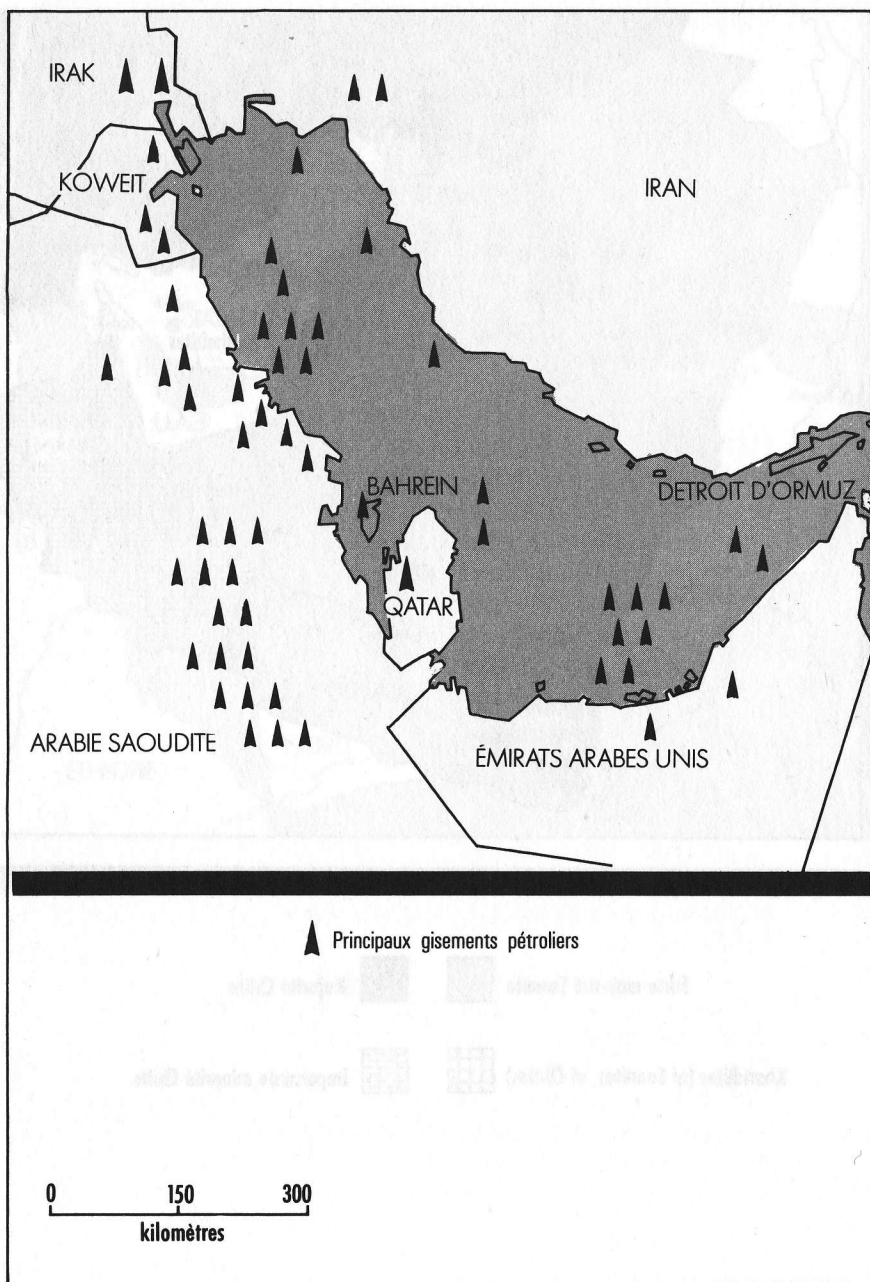 IRAK
KOWEIT
IRAN
BAHREIN
DETROIT D'ORMUZ
QATAR
ARABIE SAOUDITE
ÉMIRATS ARABES UNIS
Principaux gisements pétroliers
0 150 300
kilomètres